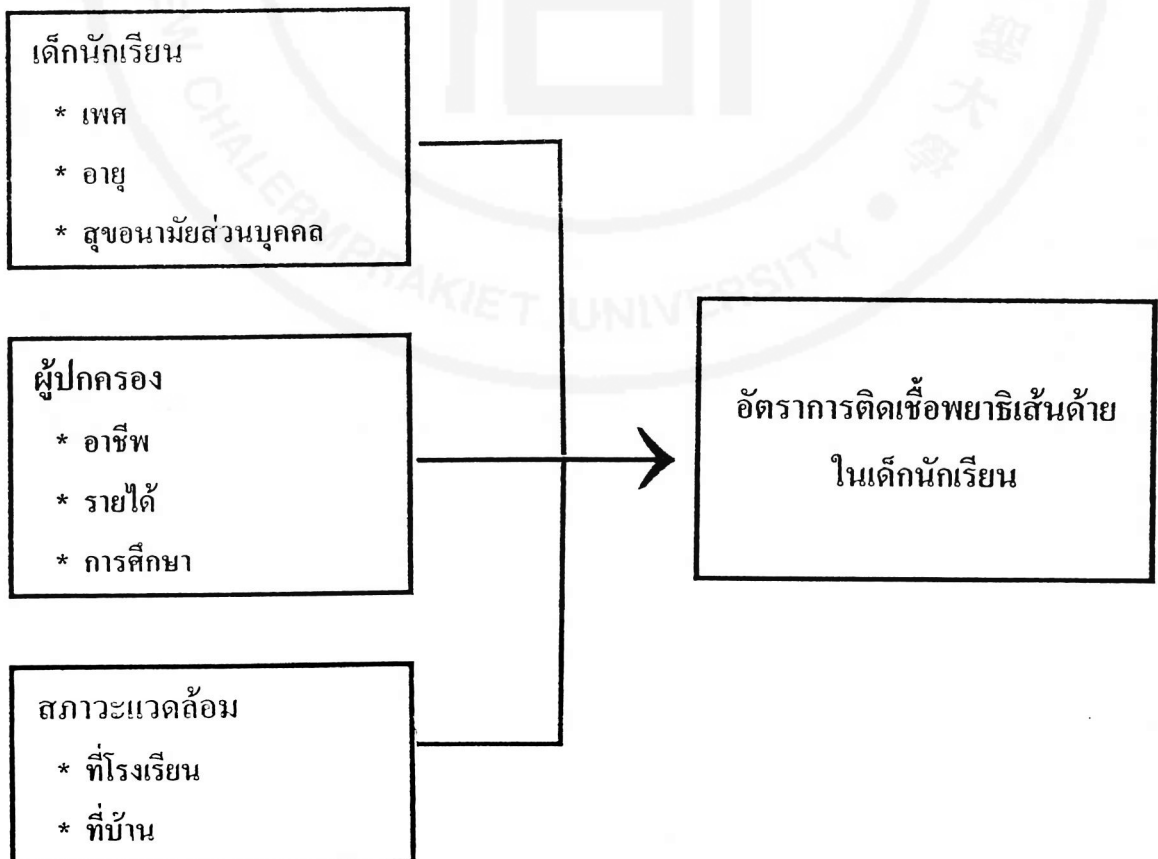 เด็กนักเรียน
* เพศ
* อายุ
* สุขอนามัยส่วนบุคคล
ผู้ปกครอง
* อาชีพ
* รายได้
* การศึกษา
สภาวะแวดล้อม
* ที่โรงเรียน
* ที่บ้าน
อัตราการติดเชื้อพยาธิเส้นด้าย
ในเด็กนักเรียน
CHALERMPRAKIET UNIVERSITY
聖大學